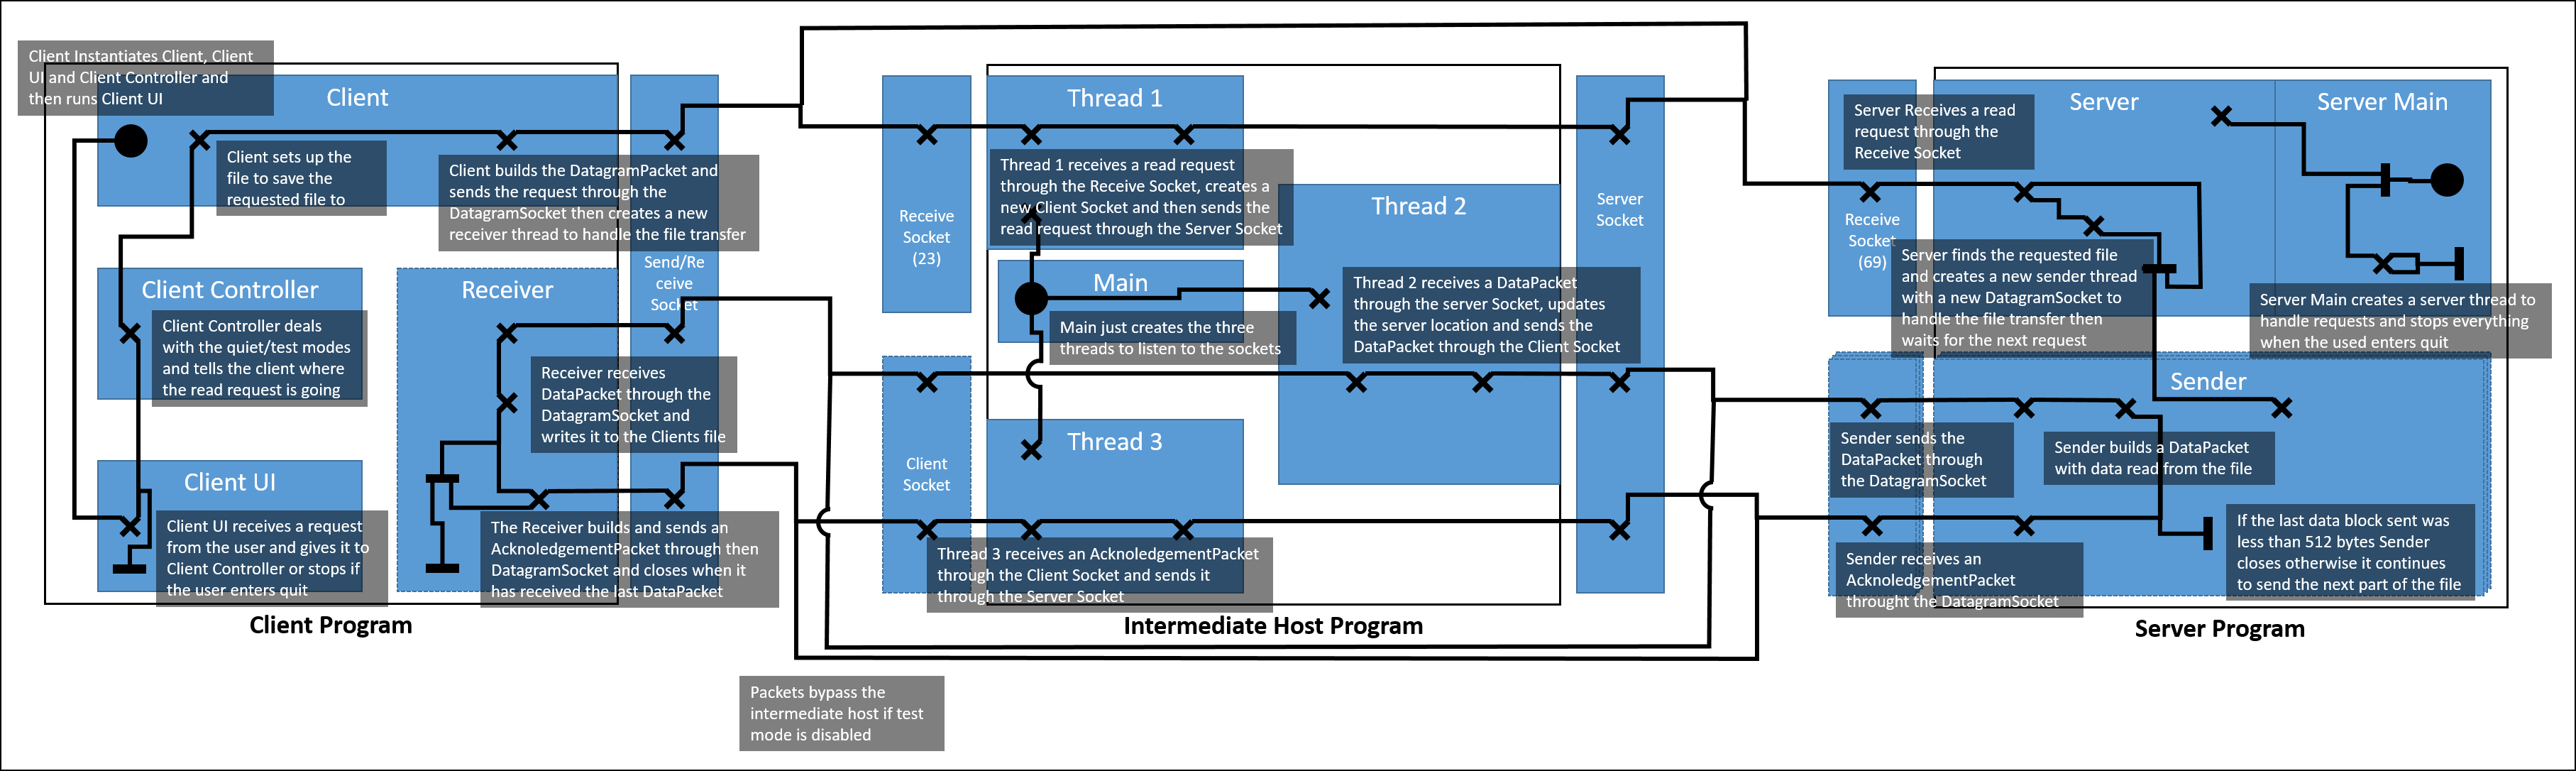 Client Instantiates Client, Client
UI and Client Controller and
then runs Client UI
Client
Client sets up the
file to save the
requested file to
Client builds the DatagramPacket and
sends the request through the
DatagramSocket then creates a new
receiver thread to handle the file transfer
Send/Re
ceive
Socket
Client Controller
Client Controller deals
with the quiet/test modes
and tells the client where
the read request is going
Receiver
Receiver receives
DataPacket through the
DatagramSocket and
writes it to the Clients file
Client UI
Client UI receives a request
from the user and gives it to
Client Controller or stops if
the user enters quit
The Receiver builds and sends an
AcknoledgementPacket through then
DatagramSocket and closes when it
has received the last DataPacket
Client Program
Receive
Socket
(23)
Thread 1
Thread 1 receives a read request
through the Receive Socket, creates a
new Client Socket and then sends the
read request through the Server Socket
Thread 2
Server
Socket
Main
Main just creates the three
threads to listen to the sockets
Thread 2 receives a DataPacket
through the server Socket, updates
the server location and sends the
DataPacket through the Client Socket
Client
Socket
Thread 3
Thread 3 receives an AcknoledgementPacket
through the Client Socket and sends it
through the Server Socket
Intermediate Host Program
Packets bypass the
intermediate host if test
mode is disabled
Server Receives a read
request through the
Receive Socket
Server
Server Main
Receive
Socket
(69)
Server finds the requested file
and creates a new sender thread
with a new DatagramSocket to
handle the file transfer then
waits for the next request
Server Main creates a server thread to
handle requests and stops everything
when the used enters quit
Sender
Sender sends the
DataPacket through
the DatagramSocket
Sender builds a DataPacket
with data read from the file
Sender receives an
AcknoledgementPacket
throught the DatagramSocket
If the last data block sent was
less than 512 bytes Sender
closes otherwise it continues
to send the next part of the file
Server Program